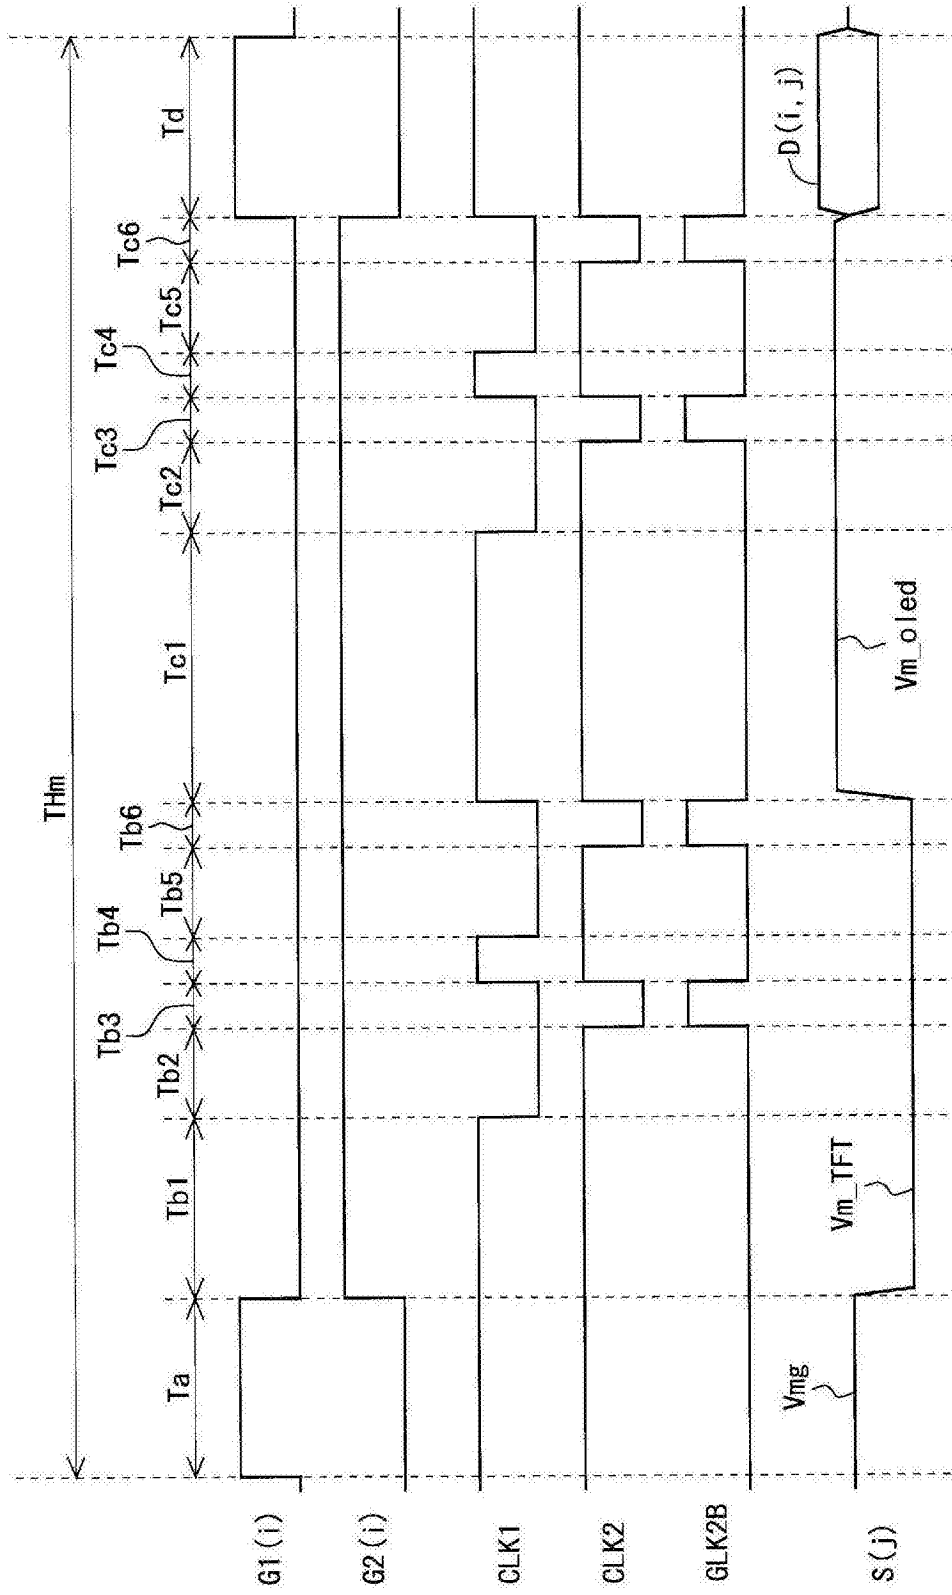 THm
Ta
Tb1
Tb2
Tb3
Tb4
Tb5
Tb6
Tc1
Tc2
Tc3
Tc4
Tc5
Tc6
Td
G1(i)
G2(i)
CLK1
CLK2
GLK2B
S(j)
Vmg
Vm_TFT
Vm_oled
D(i,j)